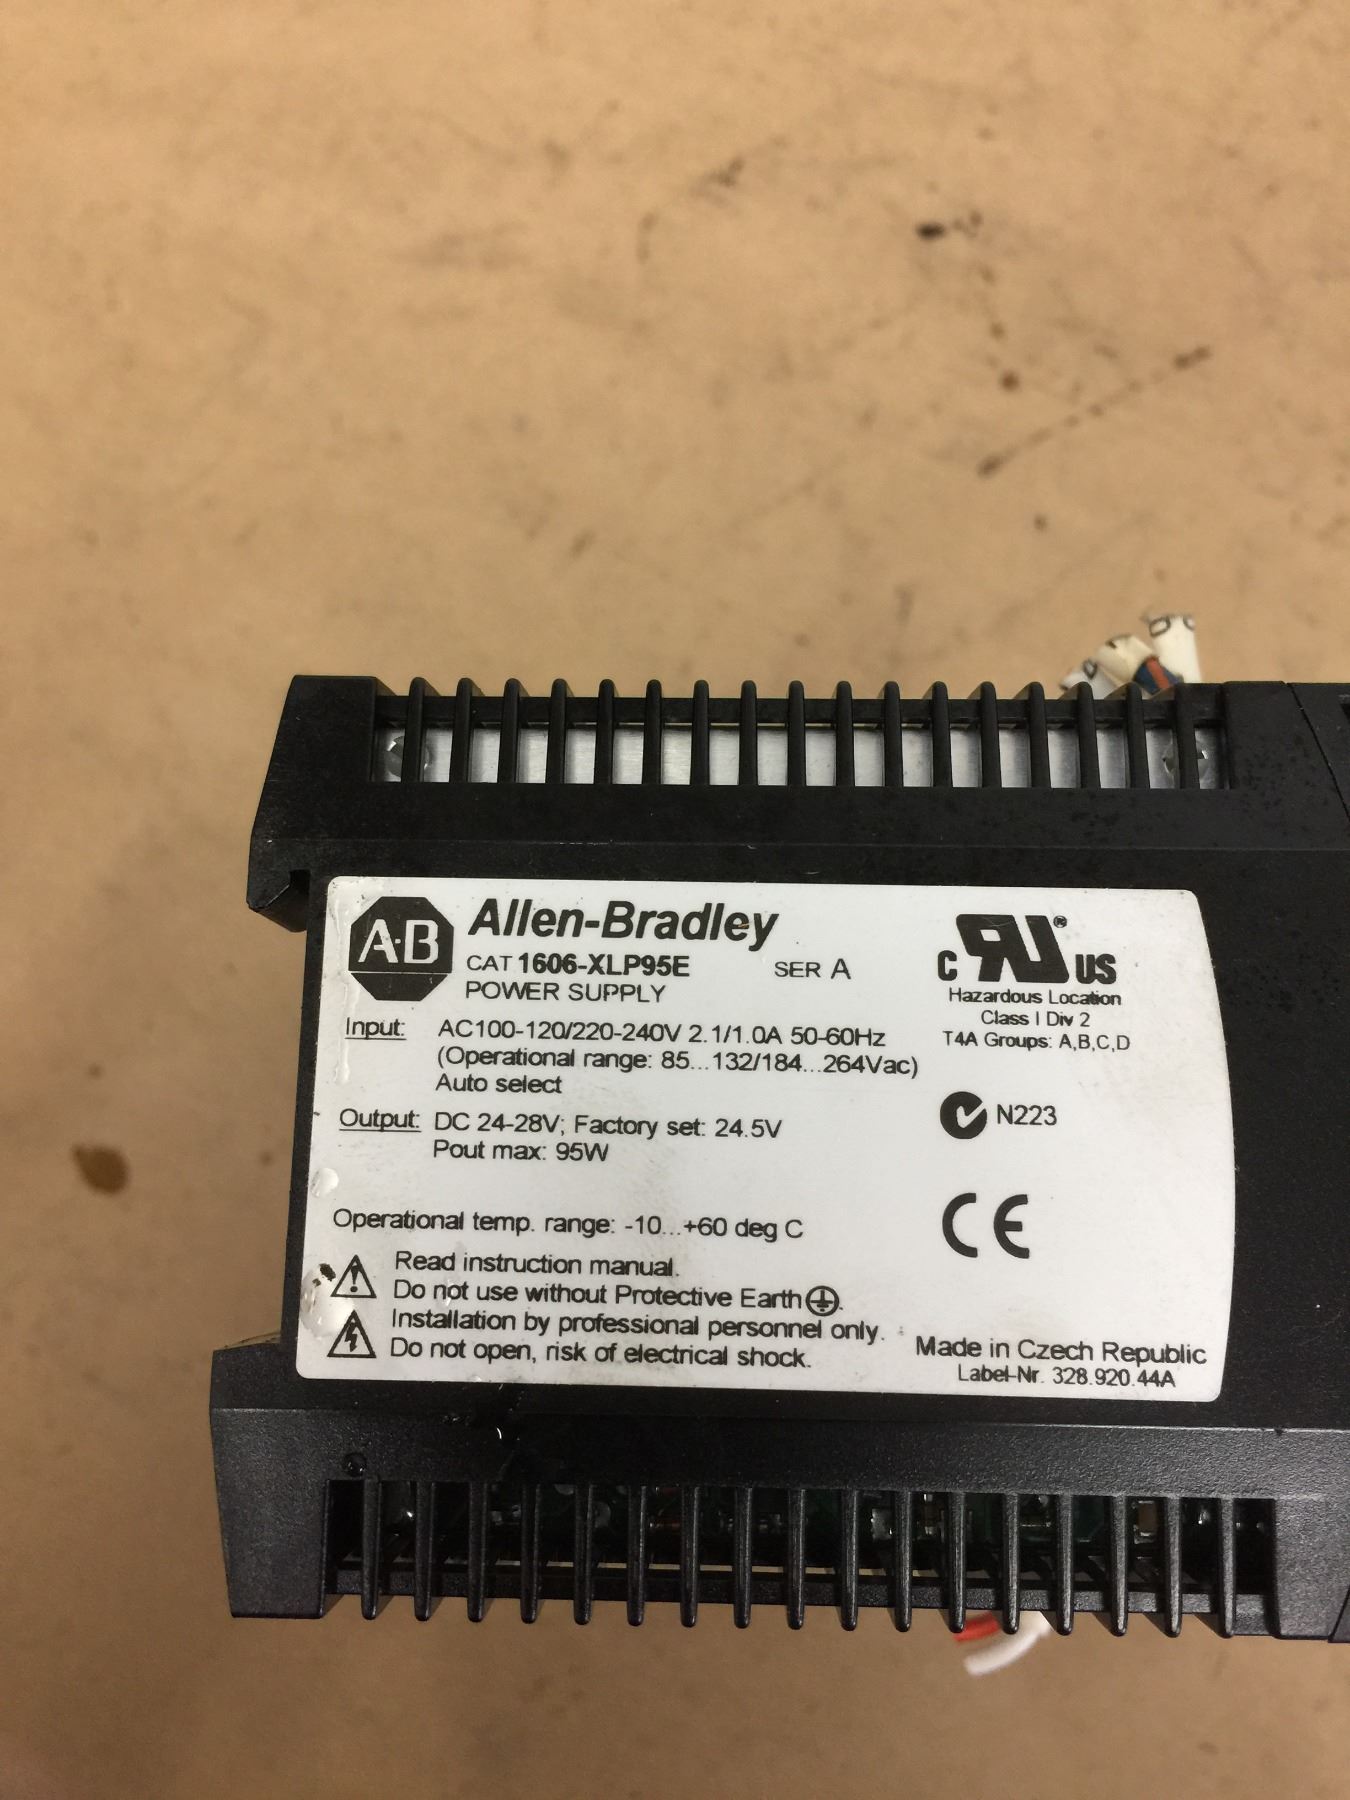 A·B Allen-Bradley
CAT 1606-XLP95E SER A
POWER SUPPLY
Input: AC100-120/220-240V 2.1/1.0A 50-60Hz
(Operational range: 85...132/184...264Vac)
Auto select
Output: DC 24-28V; Factory set: 24.5V
Pout max: 95W
Operational temp. range: -10...+60 deg C
Read instruction manual.
Do not use without Protective Earth.
Installation by professional personnel only.
Do not open, risk of electrical shock.
C RU ® US
Hazardous Location
Class I Div 2
T4A Groups: A,B,C,D
N223
CE
Made in Czech Republic
Label-Nr. 328.920.44A